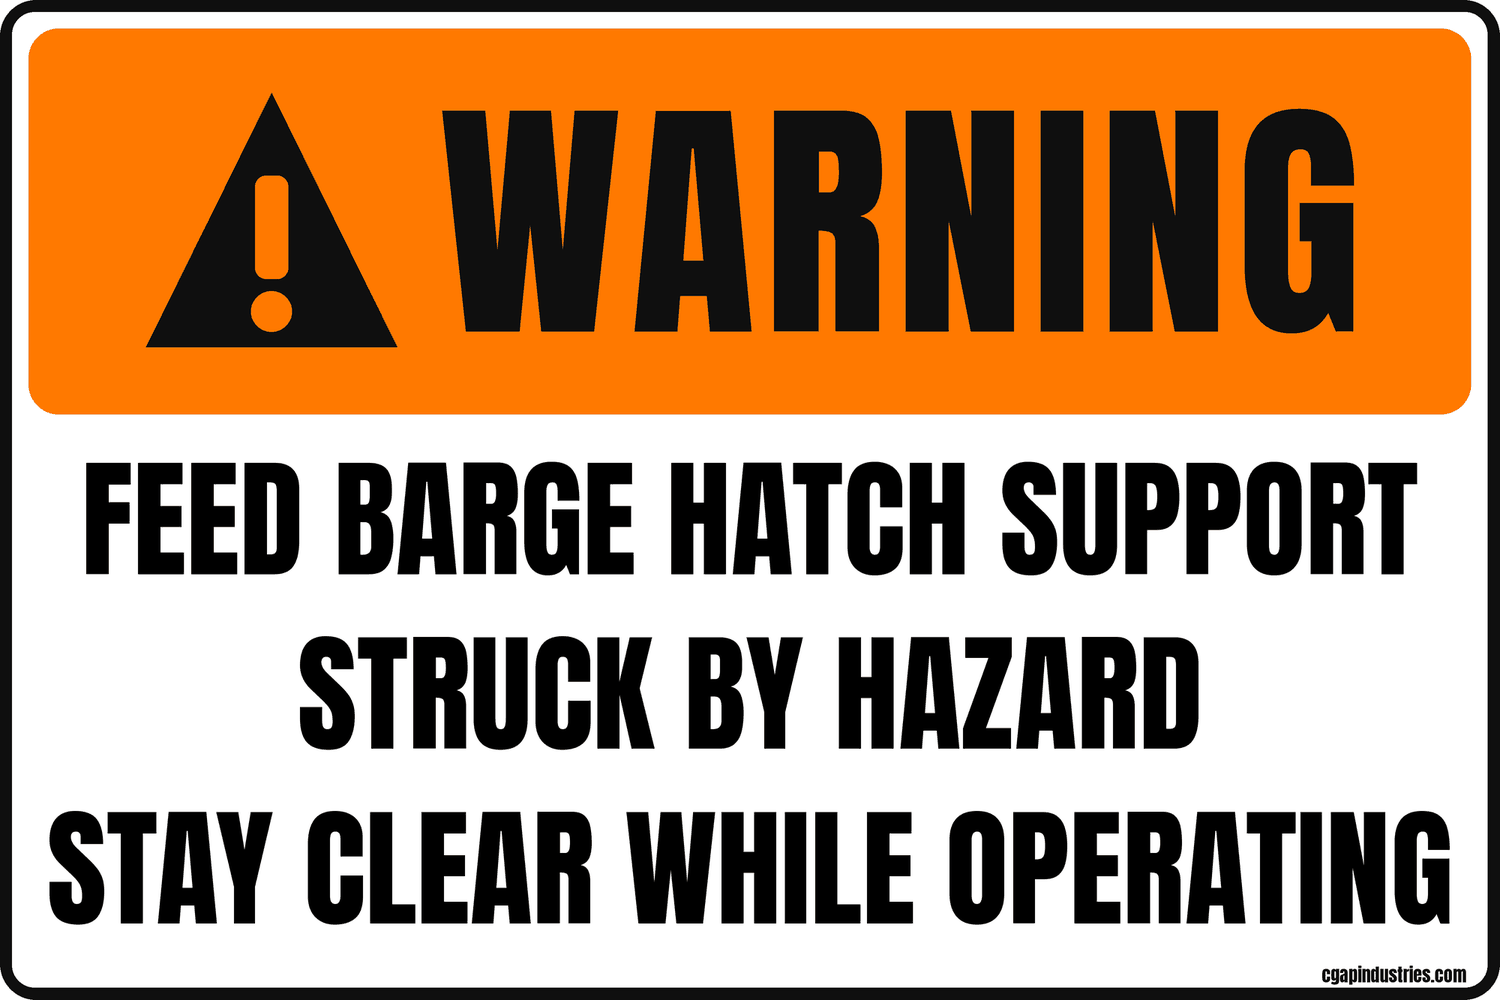 WARNING
FEED BARGE HATCH SUPPORT
STRUCK BY HAZARD
STAY CLEAR WHILE OPERATING
cgapindustries.com